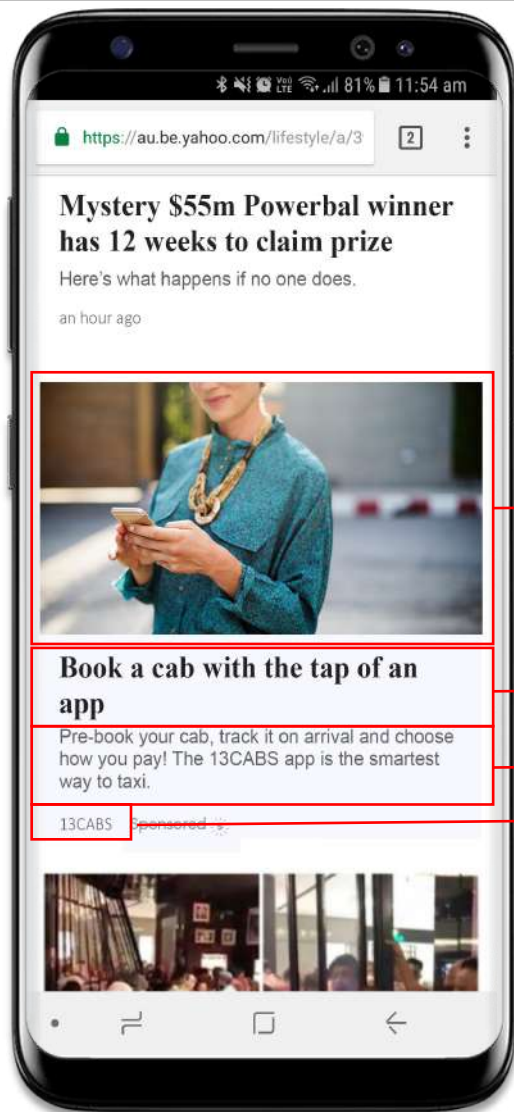 81% 11:54 am
https://au.be.yahoo.com/lifestyle/a/3 2
Mystery $55m Powerbal winner
has 12 weeks to claim prize
Here's what happens if no one does.
an hour ago
Book a cab with the tap of an
app
Pre-book your cab, track it on arrival and choose
how you pay! The 13CABS app is the smartest
way to taxi.
13CABS Sponsored